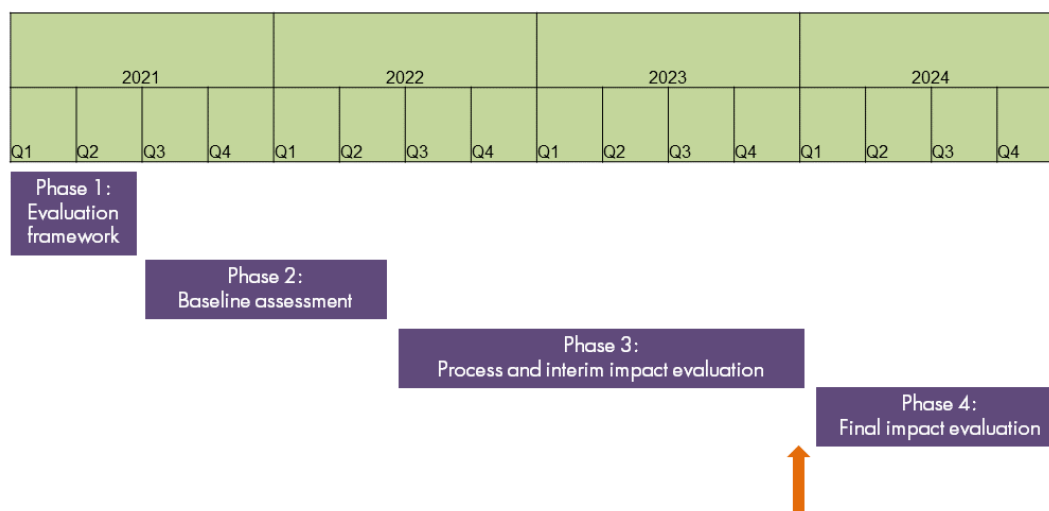 2021 2022 2023 2024
Q1 Q2 Q3 Q4 Q1 Q2 Q3 Q4 Q1 Q2 Q3 Q4 Q1 Q2 Q3 Q4
Phase 1:
Evaluation
framework
Phase 2:
Baseline assessment
Phase 3:
Process and interim impact evaluation
Phase 4:
Final impact evaluation